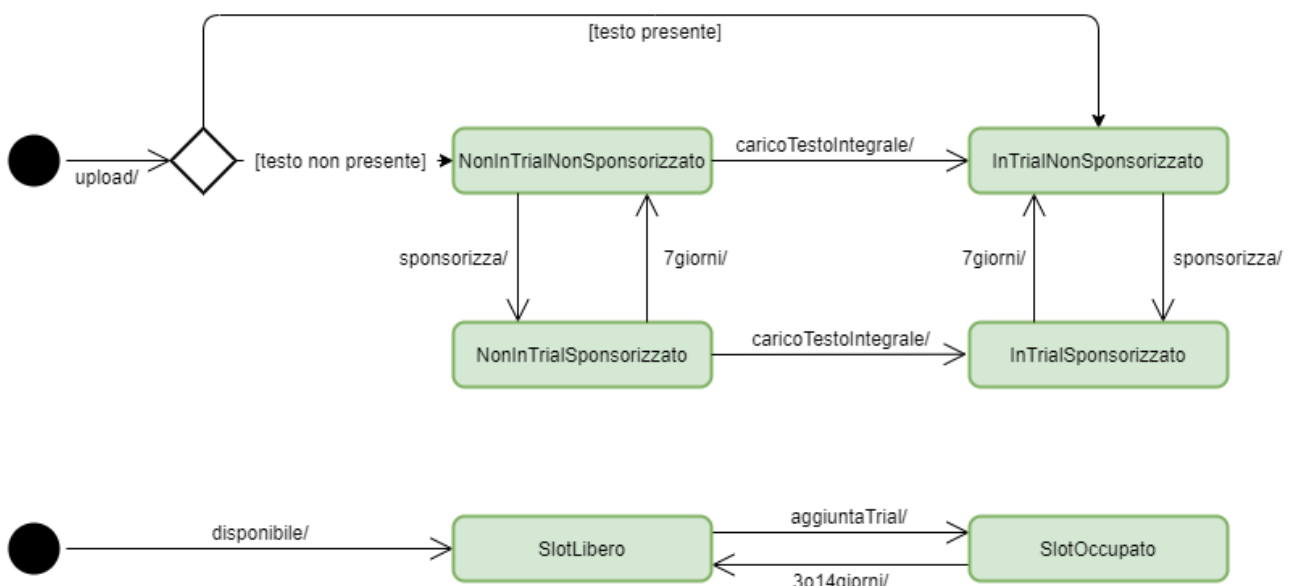 [testo presente]
upload/
[testo non presente]
NonInTrialNonSponsorizzato
caricoTestoIntegrale/
InTrialNonSponsorizzato
sponsorizza/
7giorni/
7giorni/
sponsorizza/
NonInTrialSponsorizzato
caricoTestoIntegrale/
InTrialSponsorizzato
disponibile/
SlotLibero
aggiuntaTrial/
SlotOccupato
3o14giorni/